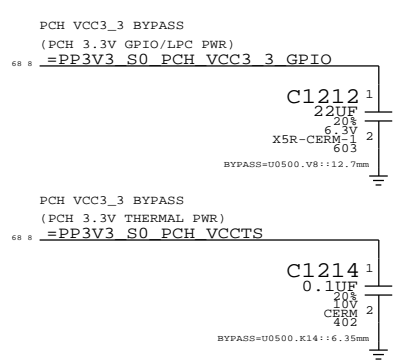 PCH VCC3_3 BYPASS
(PCH 3.3V GPIO/LPC PWR)
68 8 =PP3V3_S0_PCH_VCC3_3_GPIO
C1212 1
22UF
20%
6.3V
X5R-CERM-1 2
603
BYPASS=U0500.V8::12.7mm
PCH VCC3_3 BYPASS
(PCH 3.3V THERMAL PWR)
68 8 =PP3V3_S0_PCH_VCCTS
C1214 1
0.1UF
20%
10V
CERM 2
402
BYPASS=U0500.K14::6.35mm